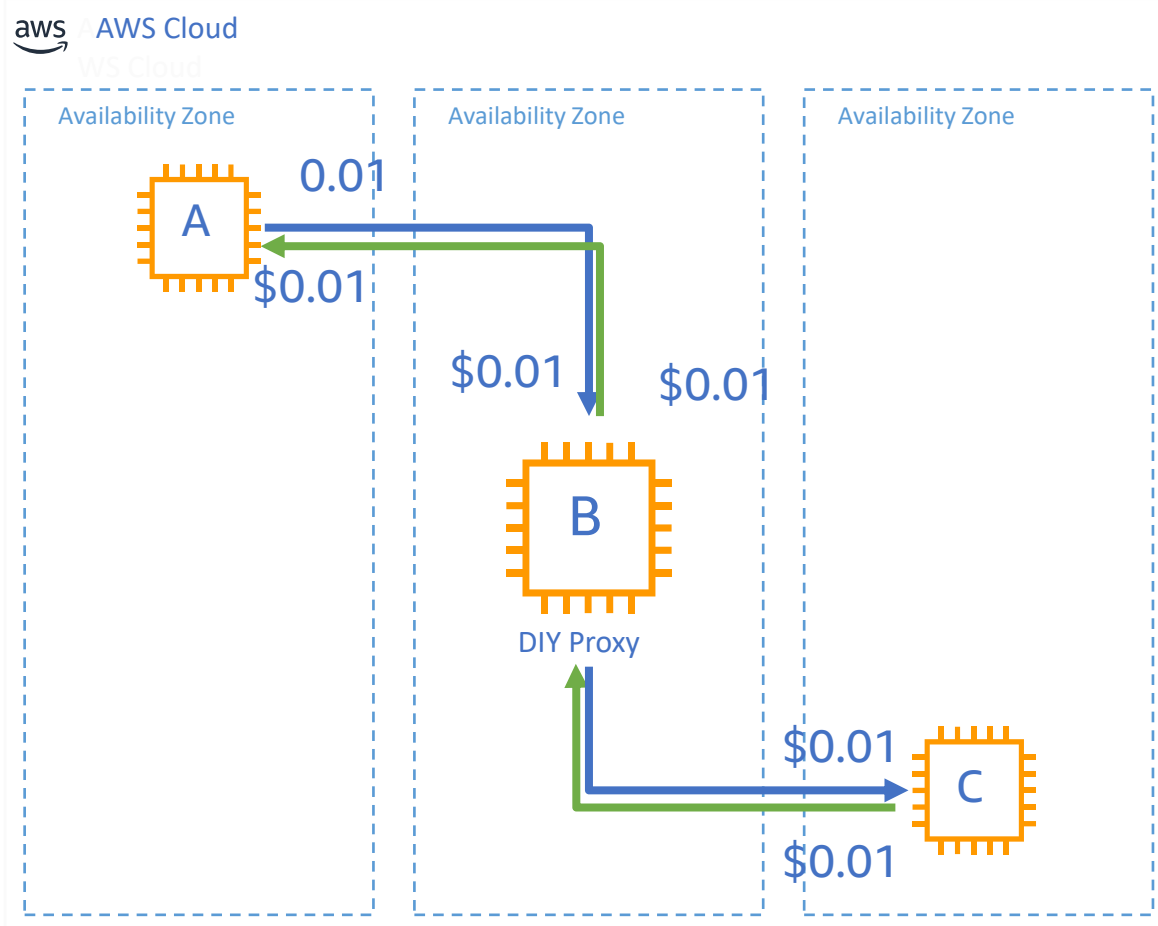 aws
AWS Cloud
WS Cloud
Availability Zone
Availability Zone
Availability Zone
A
0.01
$0.01
$0.01
$0.01
B
DIY Proxy
$0.01
C
$0.01